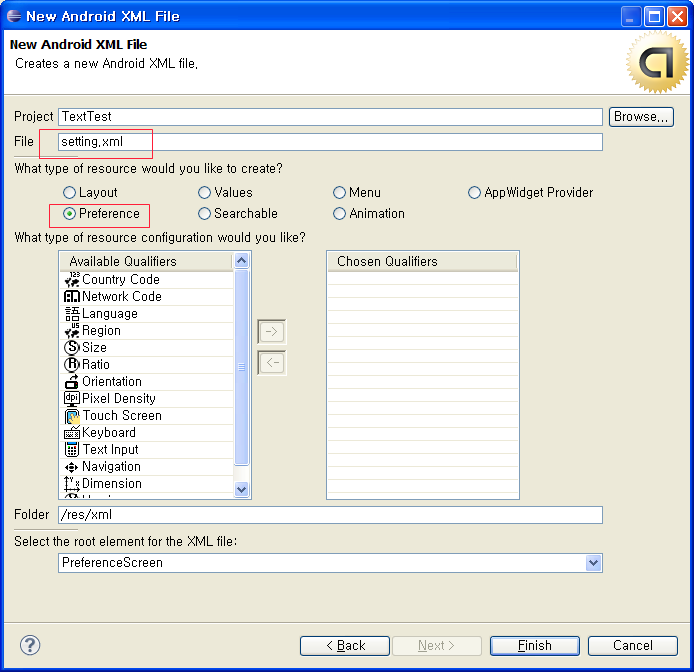 New Android XML File
New Android XML File
Creates a new Android XML file.
Project TextTest Browse...
File setting.xml
What type of resource would you like to create?
Layout Values Menu AppWidget Provider
Preference Searchable Animation
What type of resource configuration would you like?
Available Qualifiers Chosen Qualifiers
Country Code
Network Code
Language
Region
Size
Ratio
Orientation
Pixel Density
Touch Screen
Keyboard
Text Input
Navigation
Dimension
->
<-
Folder /res/xml
Select the root element for the XML file:
PreferenceScreen
? < Back Next > Finish Cancel